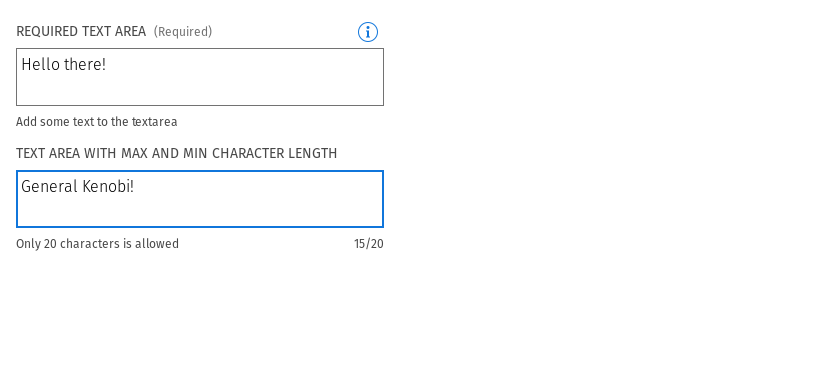 REQUIRED TEXT AREA (Required)
Hello there!
Add some text to the textarea
TEXT AREA WITH MAX AND MIN CHARACTER LENGTH
General Kenobi!
Only 20 characters is allowed 15/20